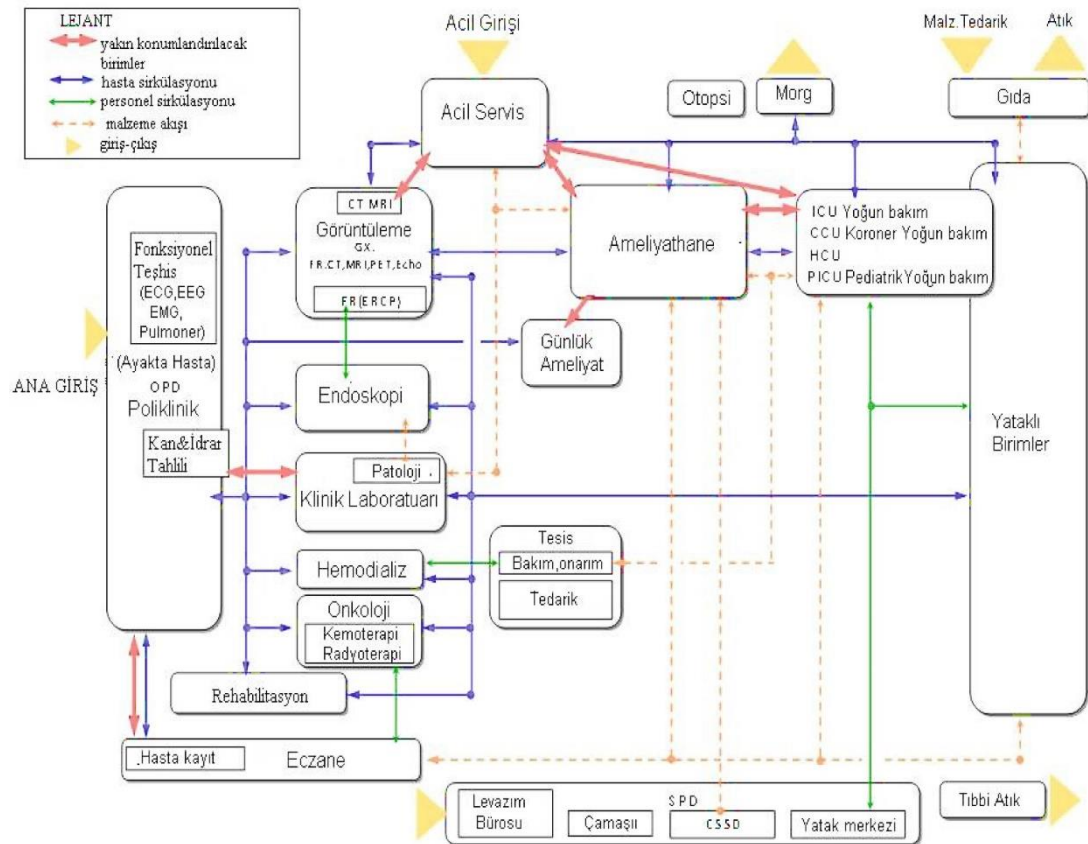 LEJANT
yakın konumlandırılacak
birimler
hasta sirkülasyonu
personel sirkülasyonu
malzeme akışı
giriş-çıkış
Acil Girişi
Malz.Tedarik
Atık
Acil Servis
Otopsi
Morg
Gıda
CT MRI
Görüntüleme
GX.
FR.CT,MRI,PET,Echo
FR(ERCP)
Ameliyathane
ICU Yoğun bakım
CCU Koroner Yoğun bakım
HCU
PICU Pediatrik Yoğun bakım
Fonksiyonel
Teşhis
(ECG,EEG
EMG,
Pulmoner)
(Ayakta Hasta)
OPD
Poliklinik
ANA GİRİŞ
Kan&İdrar
Tahlili
Günlük
Ameliyat
Endoskopi
Patoloji
Klinik Laboratuarı
Yataklı
Birimler
Hemodializ
Tesis
Bakım,onarım
Tedarik
Onkoloji
Kemoterapi
Radyoterapi
Rehabilitasyon
.Hasta kayıt
Eczane
Levazım
Bürosu
Çamaşıı
SPD
CSSD
Yatak merkezi
Tıbbi Atık